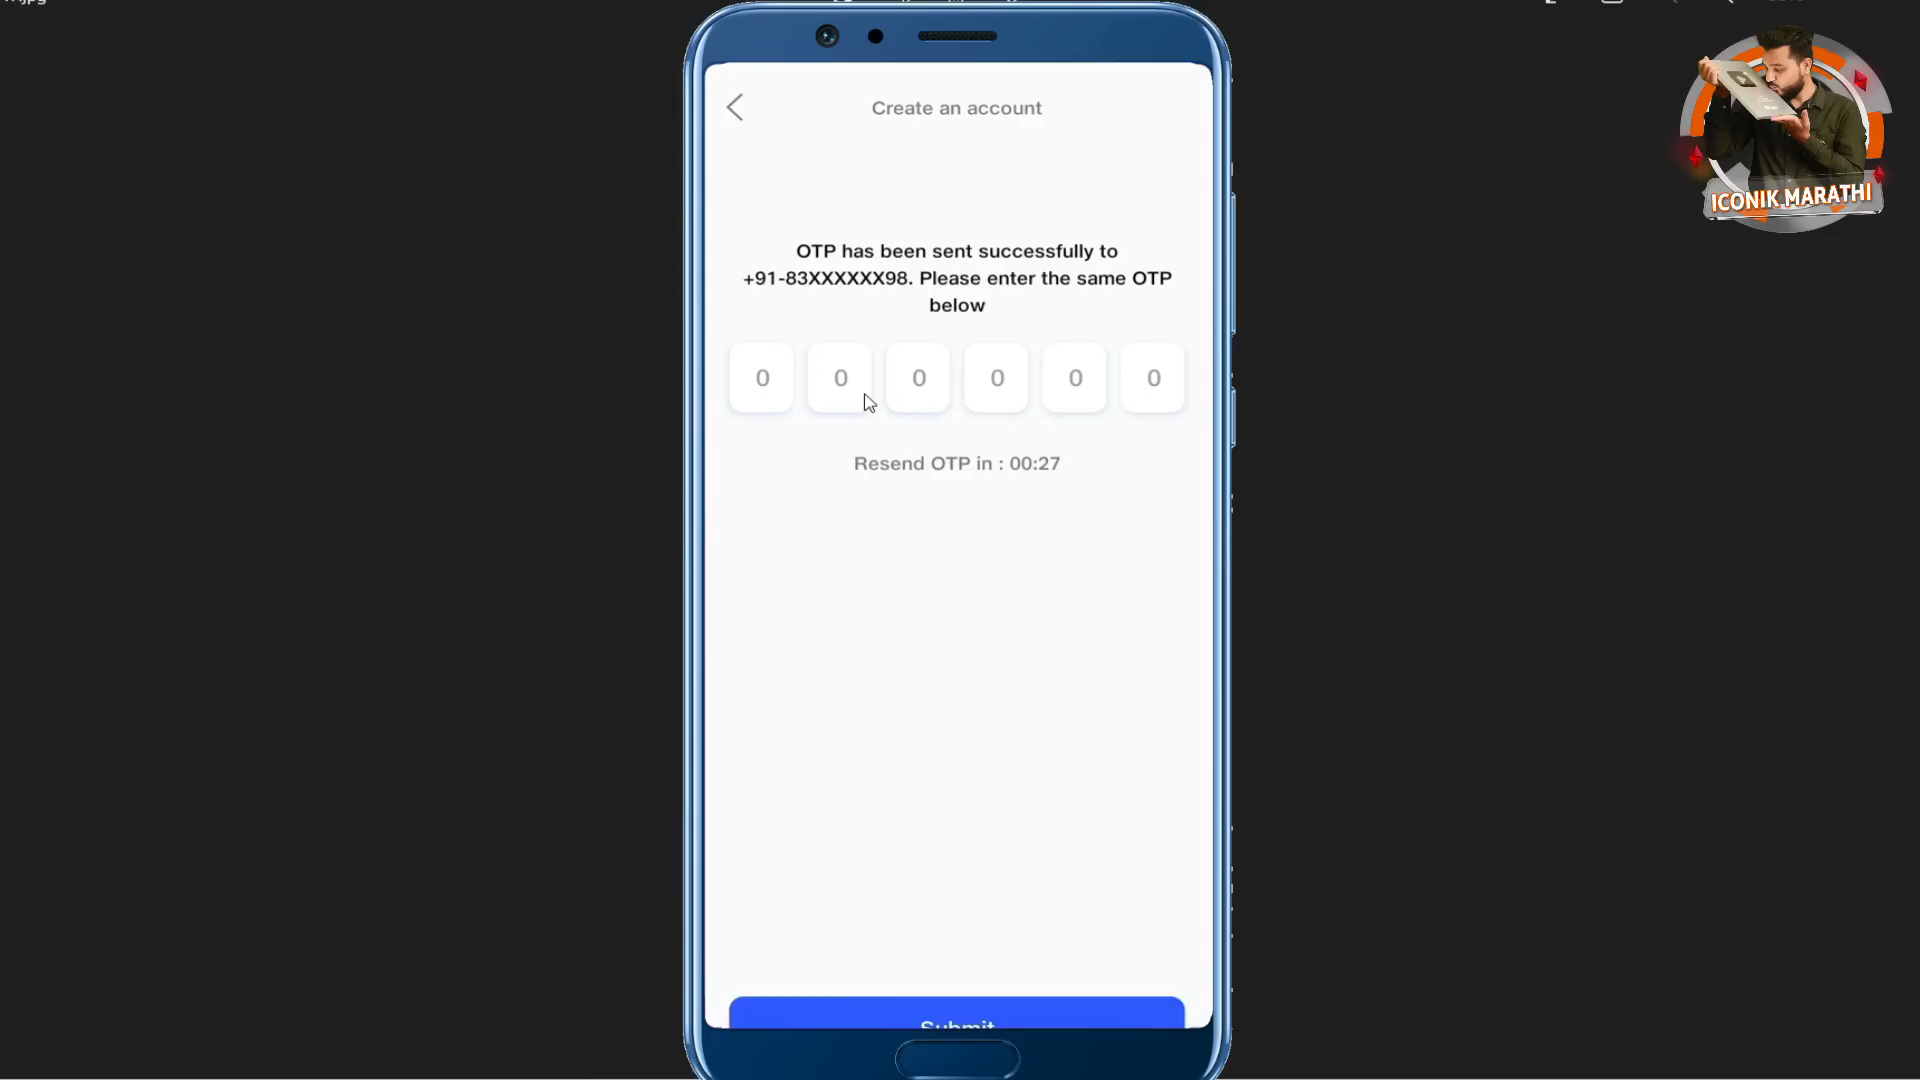 Create an account
OTP has been sent successfully to
+91-83XXXXXX98. Please enter the same OTP
below
0 0 0 0 0 0
Resend OTP in : 00:27
Submit
ICONIK MARATHI